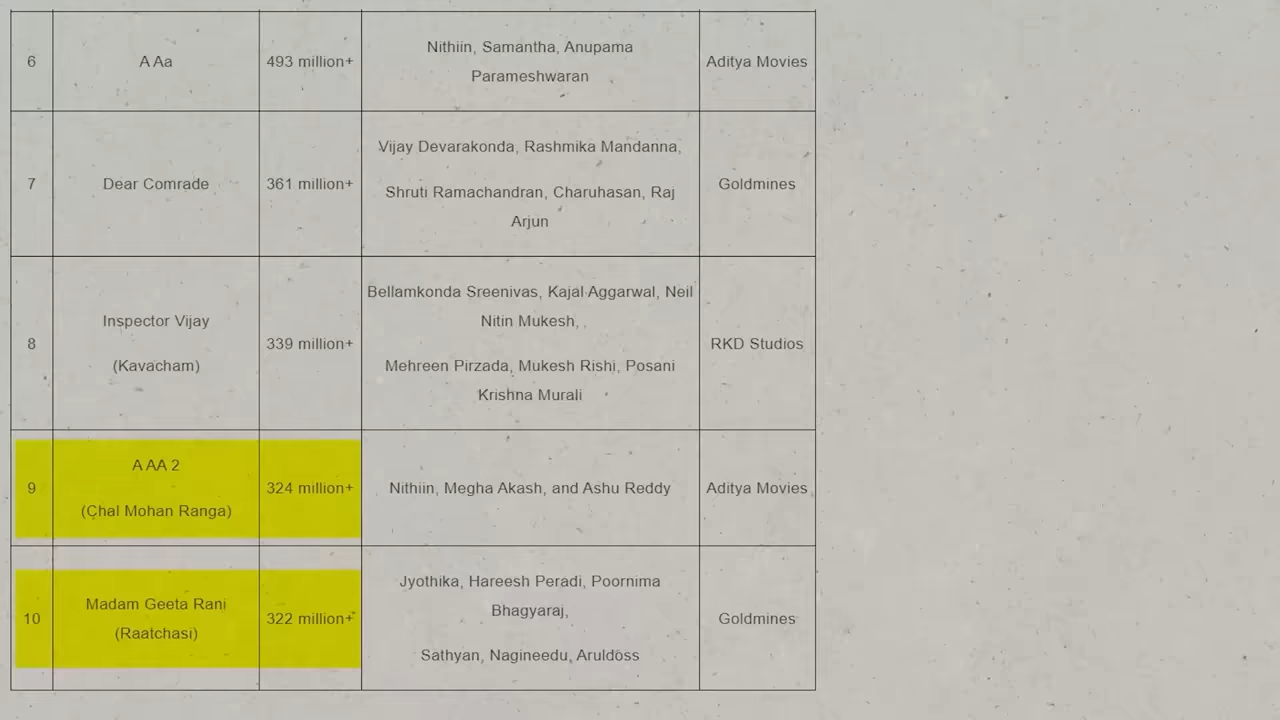 6
A Aa
493 million+
Nithiin, Samantha, Anupama
Parameshwaran
Aditya Movies
7
Dear Comrade
361 million+
Vijay Devarakonda, Rashmika Mandanna,
Shruti Ramachandran, Charuhasan, Raj
Arjun
Goldmines
8
Inspector Vijay
(Kavacham)
339 million+
Bellamkonda Sreenivas, Kajal Aggarwal, Neil
Nitin Mukesh,
Mehreen Pirzada, Mukesh Rishi, Posani
Krishna Murali
RKD Studios
9
A AA 2
(Chal Mohan Ranga)
324 million+
Nithiin, Megha Akash, and Ashu Reddy
Aditya Movies
10
Madam Geeta Rani
(Raatchasi)
322 million+
Jyothika, Hareesh Peradi, Poornima
Bhagyaraj,
Sathyan, Nagineedu, Aruldoss
Goldmines